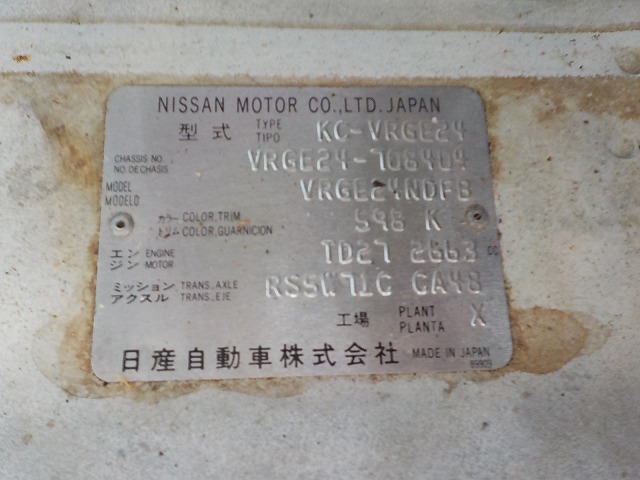 NISSAN MOTOR CO.,LTD. JAPAN
型式 TYPE TIPO KC-VRGE24
CHASSIS NO. NO. DE CHASIS VRGE24-708404
MODEL MODELO VRGE24NDFB
カラー トリム COLOR,TRIM COLOR,GUARNICION 598 K
エンジン ENGINE MOTOR TD27 2663 CC
ミッション アクスル TRANS.,AXLE TRANS.,EJE RS5W71C CA48
工場 PLANT PLANTA X
日産自動車株式会社 MADE IN JAPAN
89909